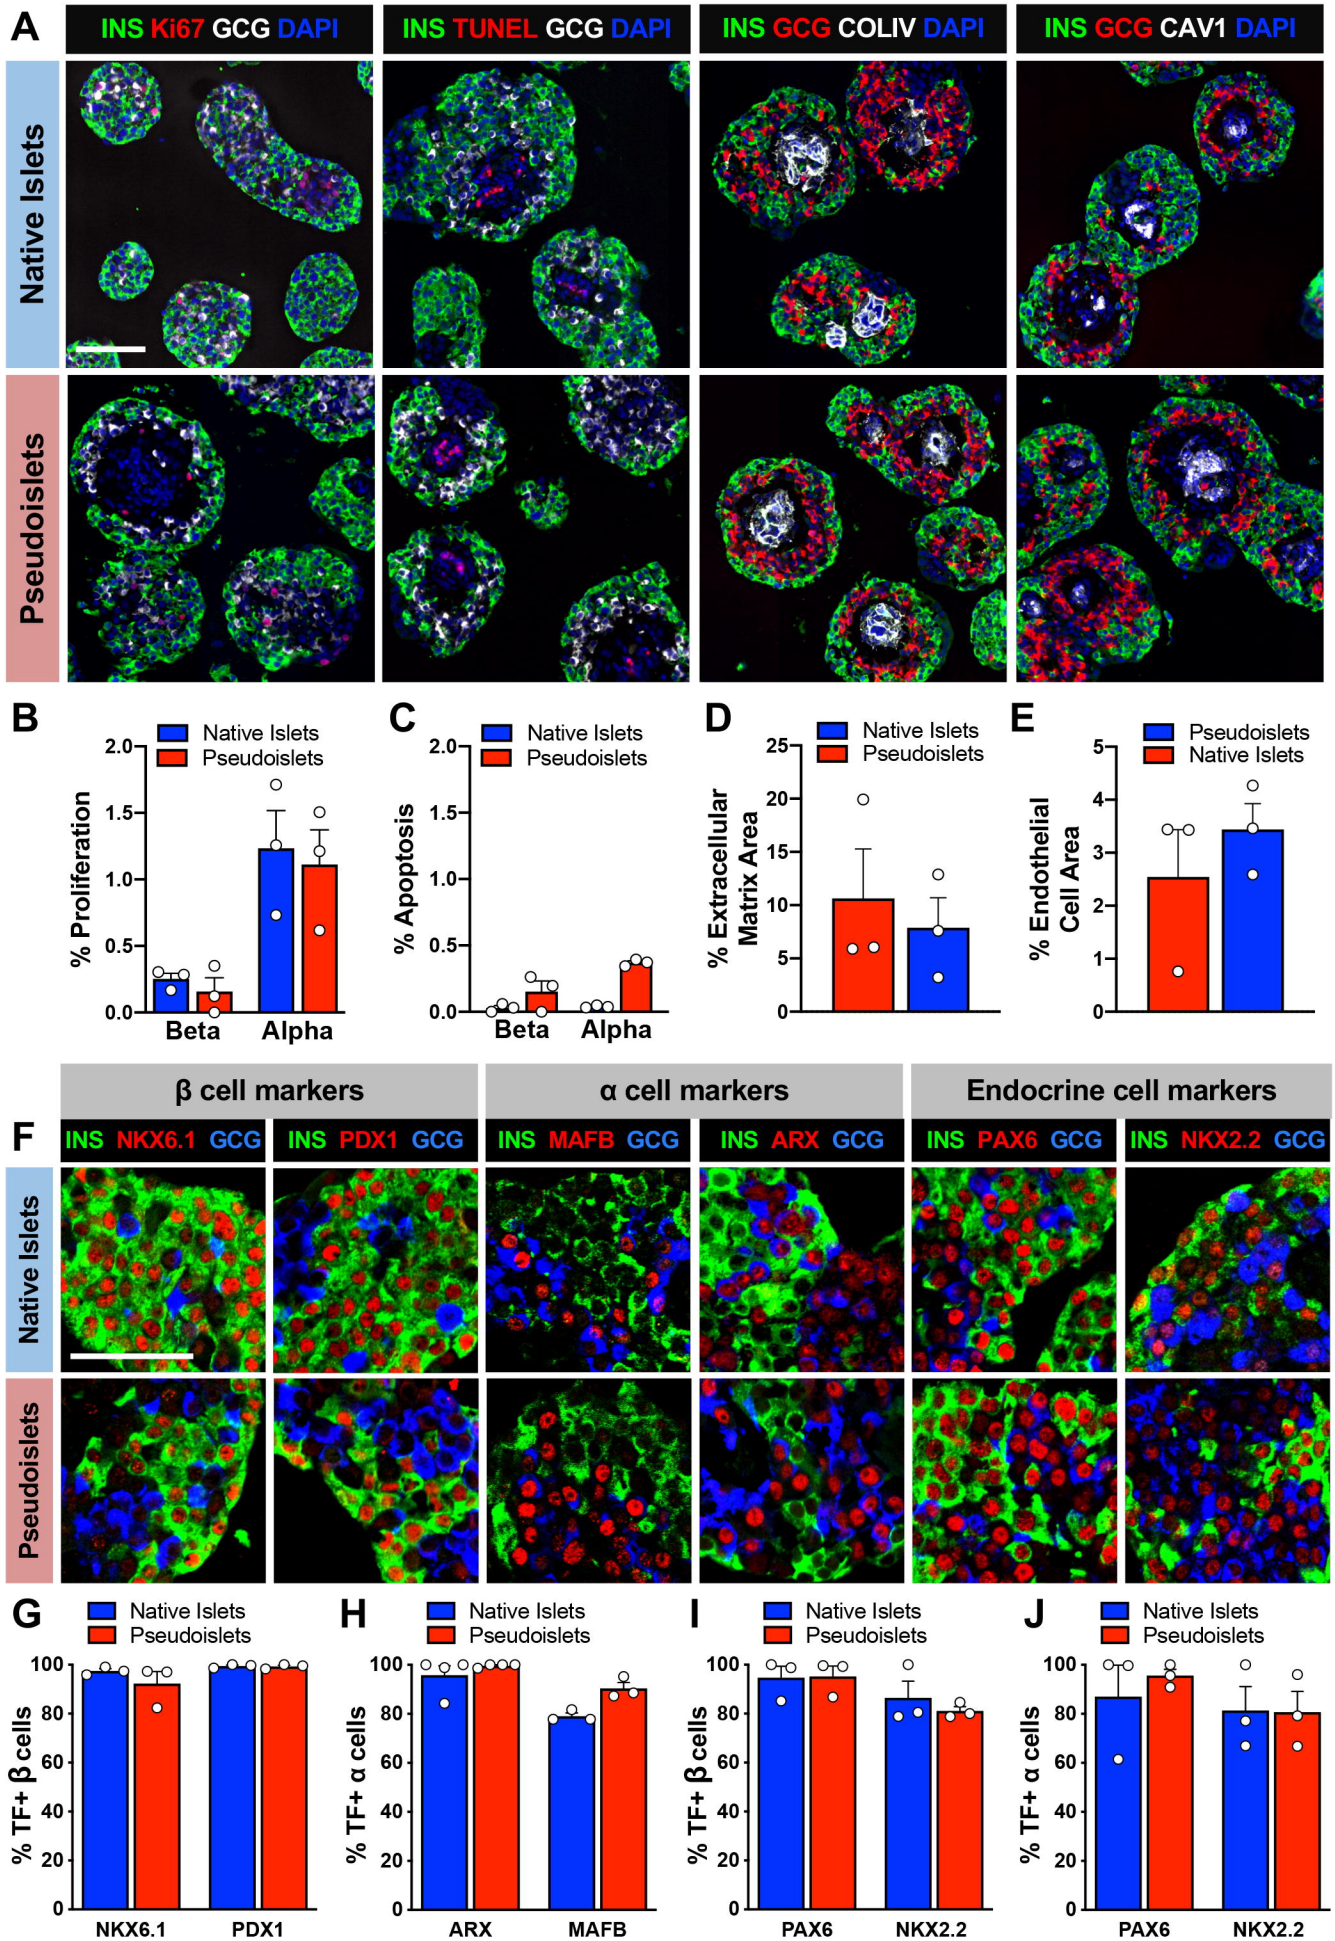 A
INS Ki67 GCG DAPI
INS TUNEL GCG DAPI
INS GCG COLIV DAPI
INS GCG CAV1 DAPI
Native Islets
Pseudoislets
B
Native Islets
Pseudoislets
% Proliferation
2.0
1.5
1.0
0.5
0.0
Beta
Alpha
C
Native Islets
Pseudoislets
% Apoptosis
2.0
1.5
1.0
0.5
0.0
Beta
Alpha
D
Native Islets
Pseudoislets
% Extracellular
Matrix Area
25
20
15
10
5
0
E
Pseudoislets
Native Islets
% Endothelial
Cell Area
5
4
3
2
1
0
β cell markers
α cell markers
Endocrine cell markers
F
INS NKX6.1 GCG
INS PDX1 GCG
INS MAFB GCG
INS ARX GCG
INS PAX6 GCG
INS NKX2.2 GCG
Native Islets
Pseudoislets
G
Native Islets
Pseudoislets
% TF+ β cells
100
80
60
40
20
0
NKX6.1
PDX1
H
Native Islets
Pseudoislets
% TF+ α cells
100
80
60
40
20
0
ARX
MAFB
I
Native Islets
Pseudoislets
% TF+ β cells
100
80
60
40
20
0
PAX6
NKX2.2
J
Native Islets
Pseudoislets
% TF+ α cells
100
80
60
40
20
0
PAX6
NKX2.2